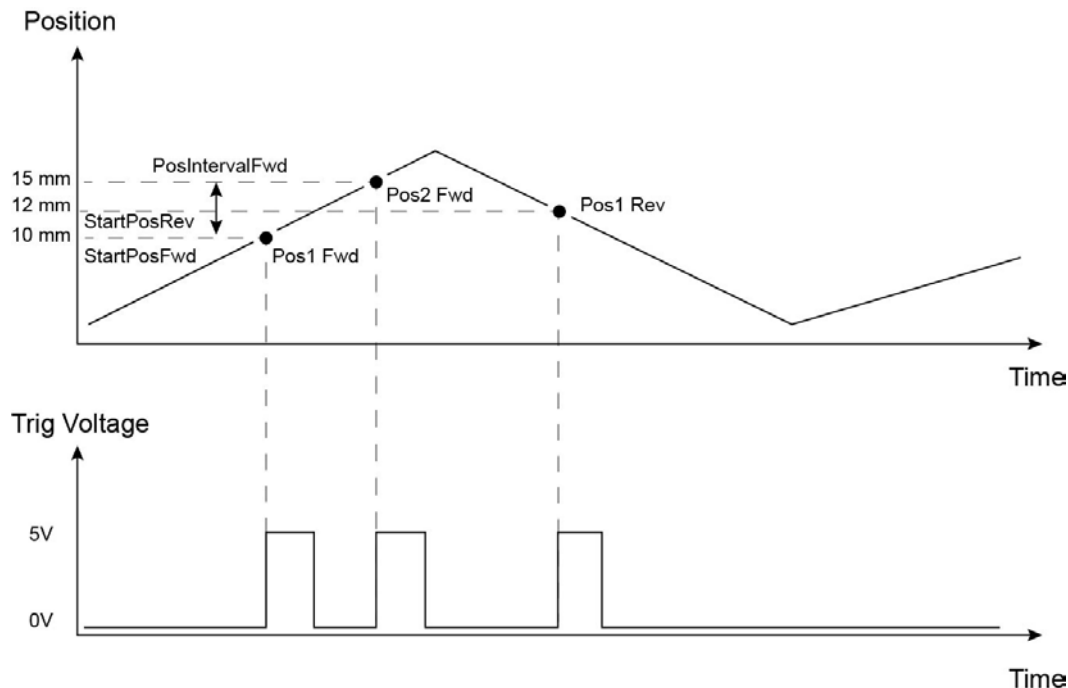 Position
PosIntervalFwd
15 mm
Pos2 Fwd
12 mm
Pos1 Rev
StartPosRev
10 mm
StartPosFwd
Pos1 Fwd
Time
Trig Voltage
5V
0V
Time